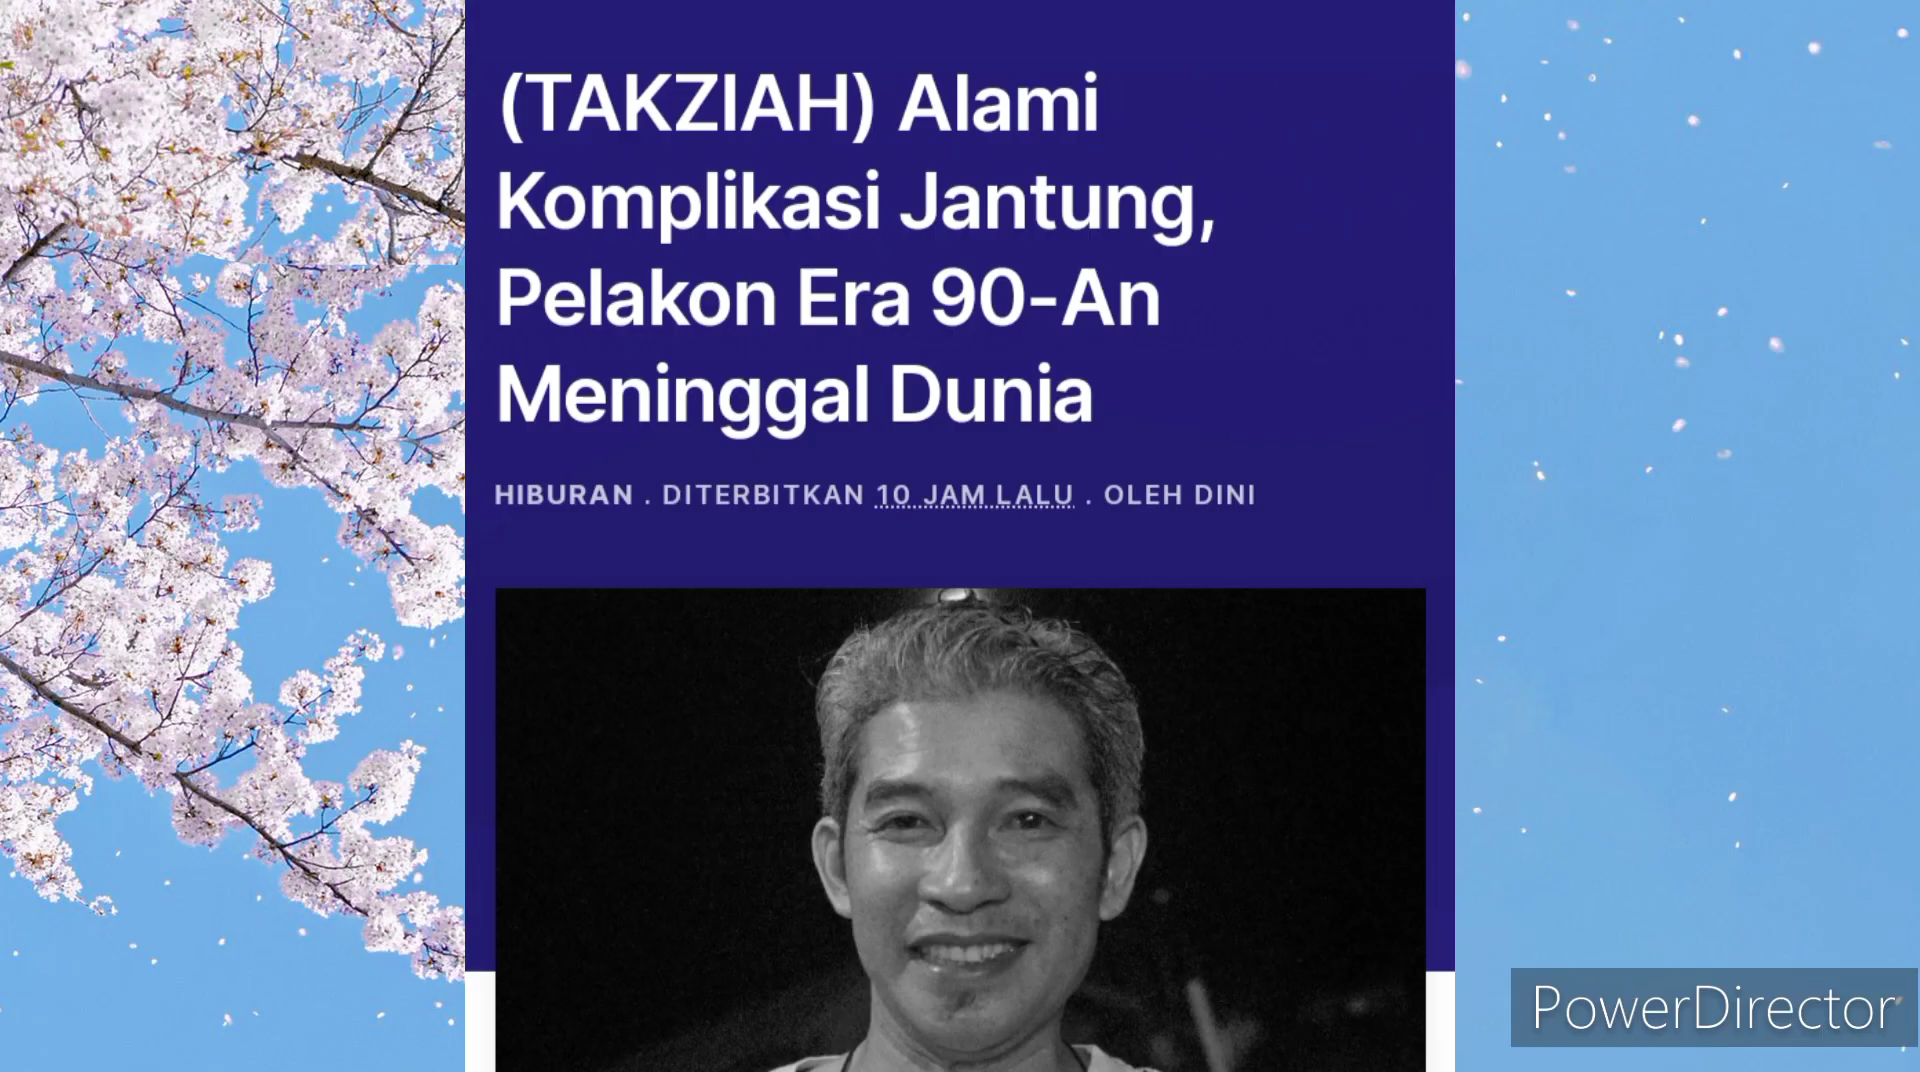 (TAKZIAH) Alami
Komplikasi Jantung,
Pelakon Era 90-An
Meninggal Dunia
HIBURAN . DITERBITKAN 10 JAM LALU . OLEH DINI
PowerDirector